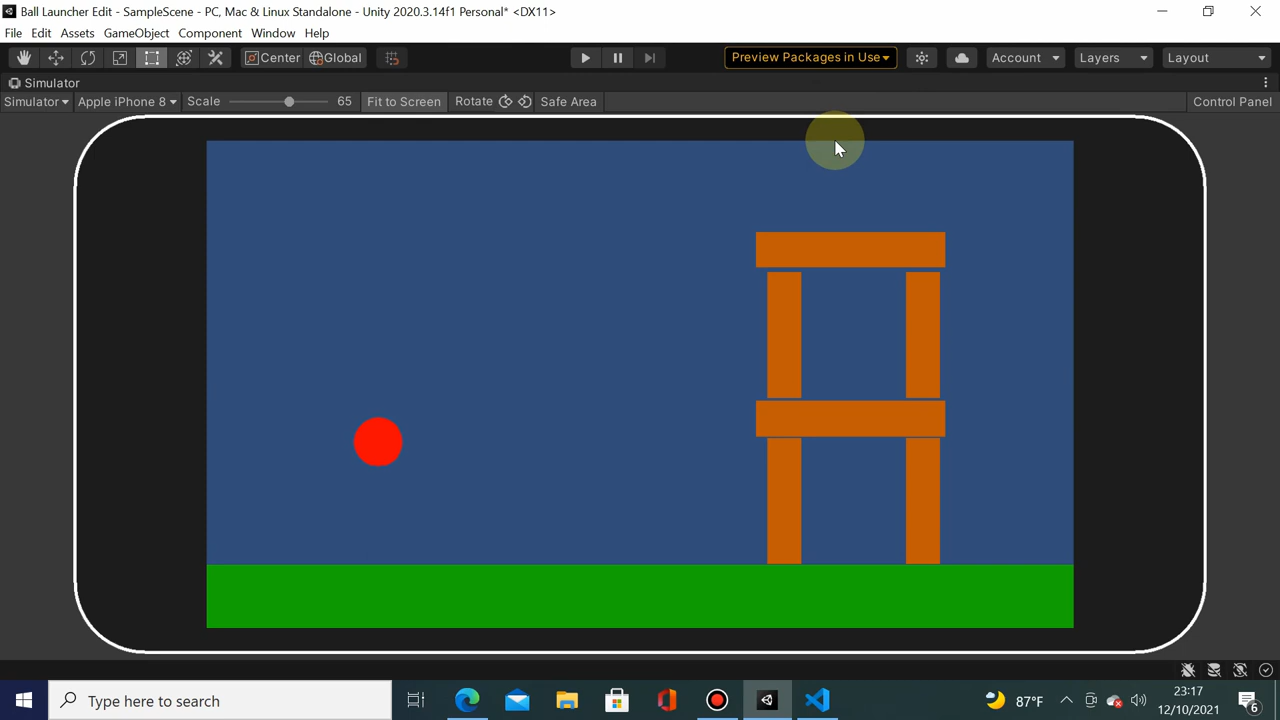 Ball Launcher Edit - SampleScene - PC, Mac & Linux Standalone - Unity 2020.3.14f1 Personal* <DX11>
File Edit Assets GameObject Component Window Help
Center Global Preview Packages in Use Account Layers Layout
Simulator
Simulator Apple iPhone 8 Scale 65 Fit to Screen Rotate Safe Area Control Panel
Type here to search 87°F 23:17
12/10/2021 6